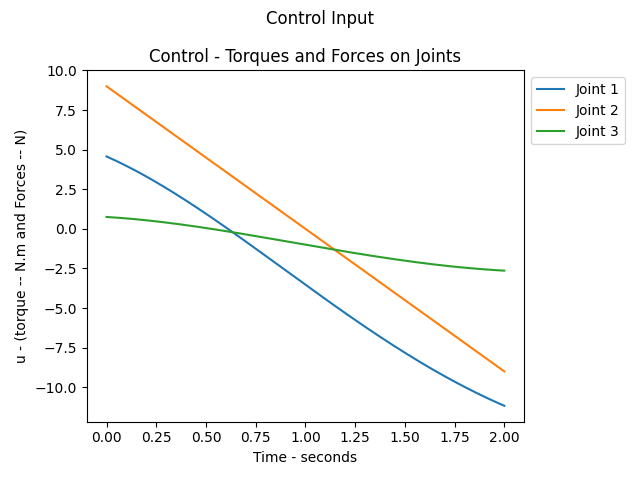 Control Input
Control - Torques and Forces on Joints
u - (torque -- N.m and Forces -- N)
10.0
7.5
5.0
2.5
0.0
−2.5
−5.0
−7.5
−10.0
0.00 0.25 0.50 0.75 1.00 1.25 1.50 1.75 2.00
Time - seconds
Joint 1
Joint 2
Joint 3